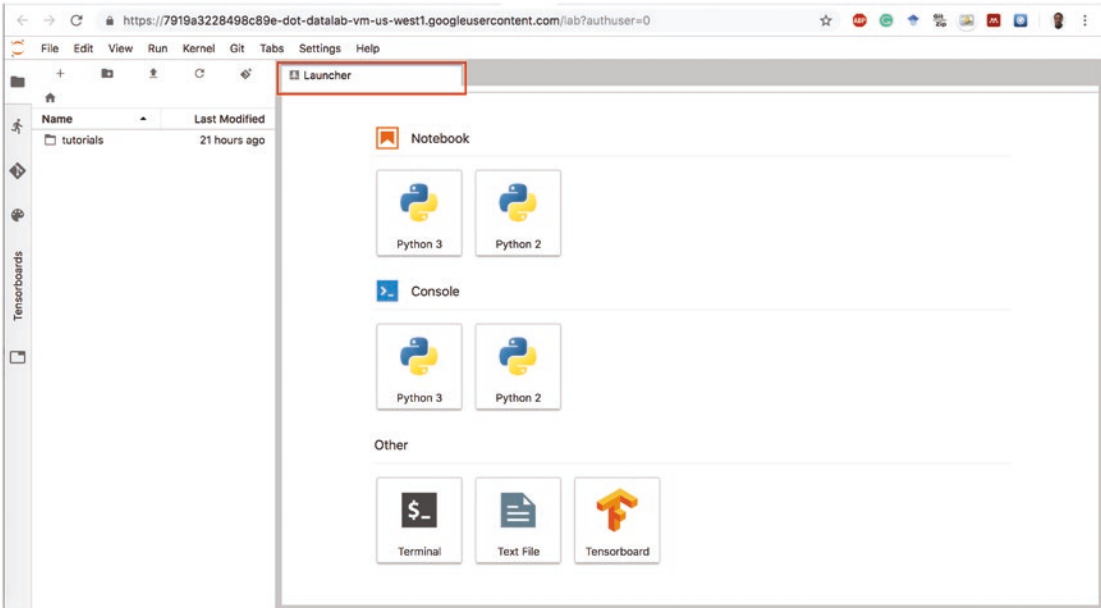 https://7919a3228498c89e-dot-datalab-vm-us-west1.googleusercontent.com/lab?authuser=0
File Edit View Run Kernel Git Tabs Settings Help
Launcher
Name Last Modified
tutorials 21 hours ago
Tensorboards
Notebook
Python 3 Python 2
Console
>_
Python 3 Python 2
Other
$_
Terminal Text File Tensorboard